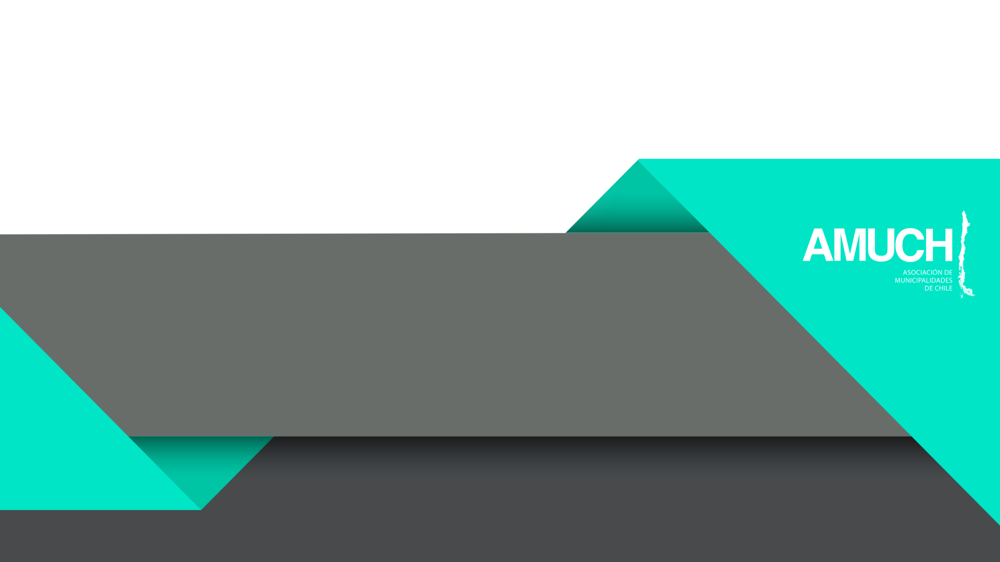 AMUCH
ASOCIACIÓN DE
MUNICIPALIDADES
DE CHILE